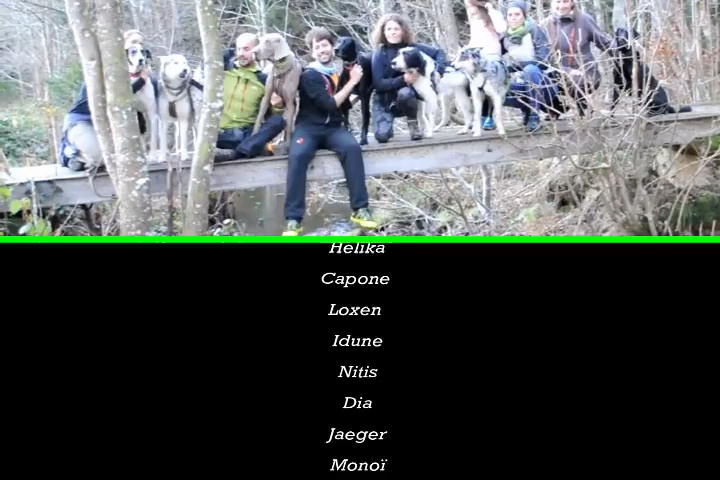 Helika
Capone
Loxen
Idune
Nitis
Dia
Jaeger
Monoï